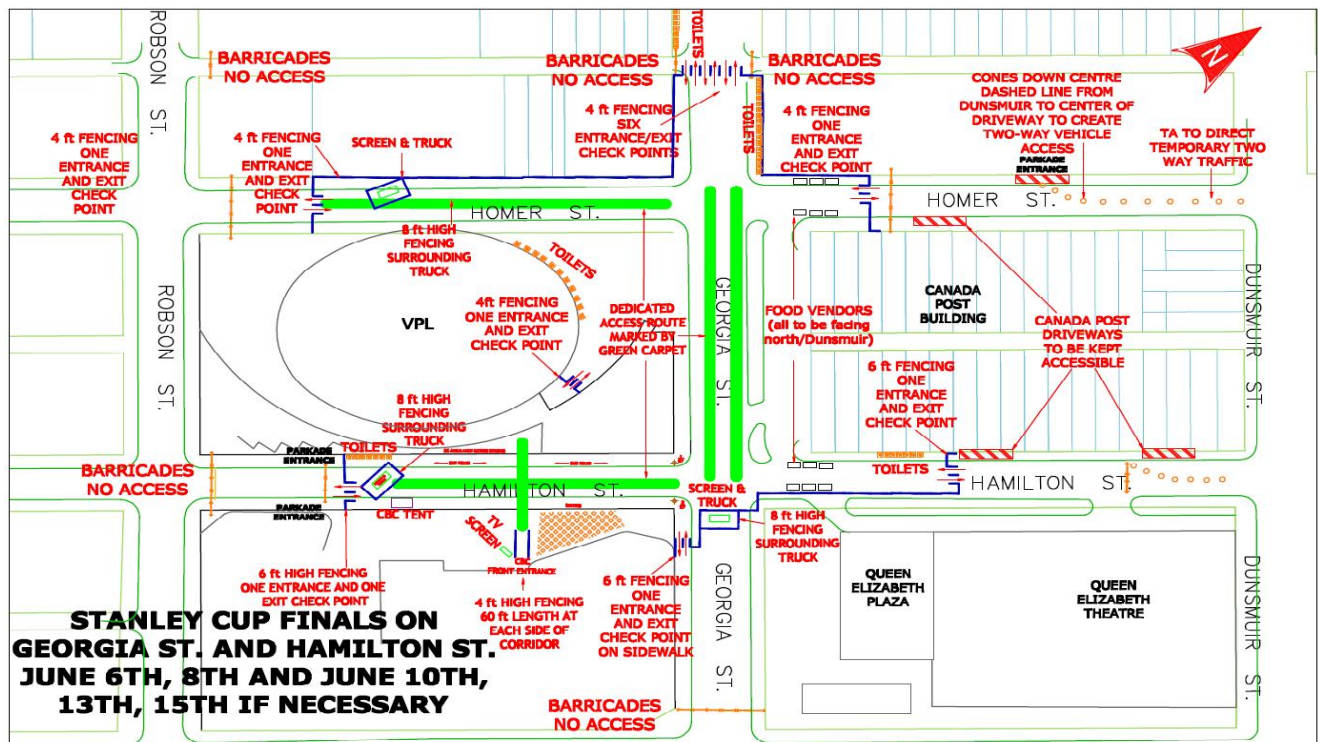 ROBSON ST.
BARRICADES
NO ACCESS
TOILETS
BARRICADES
NO ACCESS
BARRICADES
NO ACCESS
N
4 ft FENCING
ONE
ENTRANCE
AND EXIT
CHECK
POINT
4 ft FENCING
ONE
ENTRANCE
AND EXIT
CHECK
POINT
SCREEN & TRUCK
4 ft FENCING
SIX
ENTRANCE/EXIT
CHECK POINTS
TOILETS
4 ft FENCING
ONE
ENTRANCE
AND EXIT
CHECK POINT
CONES DOWN CENTRE
DASHED LINE FROM
DUNSMUIR TO CENTER OF
DRIVEWAY TO CREATE
TWO-WAY VEHICLE
ACCESS
PARKADE
ENTRANCE
TA TO DIRECT
TEMPORARY TWO
WAY TRAFFIC
HOMER ST.
HOMER ST.
8 ft HIGH
FENCING
SURROUNDING
TRUCK
TOILETS
ROBSON ST.
VPL
4ft FENCING
ONE ENTRANCE
AND EXIT
CHECK POINT
DEDICATED
ACCESS ROUTE
MARKED BY
GREEN CARPET
GEORGIA ST.
FOOD VENDORS
(all to be facing
north/Dunsmuir)
CANADA
POST
BUILDING
CANADA POST
DRIVEWAYS
TO BE KEPT
ACCESSIBLE
DUNSMUIR ST.
6 ft FENCING
ONE
ENTRANCE
AND EXIT
CHECK POINT
8 ft HIGH
FENCING
SURROUNDING
TRUCK
BARRICADES
NO ACCESS
PARKADE
ENTRANCE
TOILETS
TOILETS
HAMILTON ST.
HAMILTON ST.
PARKADE
ENTRANCE
CBC TENT
TV
SCREEN
CBC
FRONT ENTRANCE
SCREEN &
TRUCK
8 ft HIGH
FENCING
SURROUNDING
TRUCK
6 ft HIGH FENCING
ONE ENTRANCE AND ONE
EXIT CHECK POINT
4 ft HIGH FENCING
60 ft LENGTH AT
EACH SIDE OF
CORRIDOR
6 ft FENCING
ONE
ENTRANCE
AND EXIT
CHECK POINT
ON SIDEWALK
GEORGIA ST.
QUEEN
ELIZABETH
PLAZA
QUEEN
ELIZABETH
THEATRE
DUNSMUIR ST.
STANLEY CUP FINALS ON
GEORGIA ST. AND HAMILTON ST.
JUNE 6TH, 8TH AND JUNE 10TH,
13TH, 15TH IF NECESSARY
BARRICADES
NO ACCESS